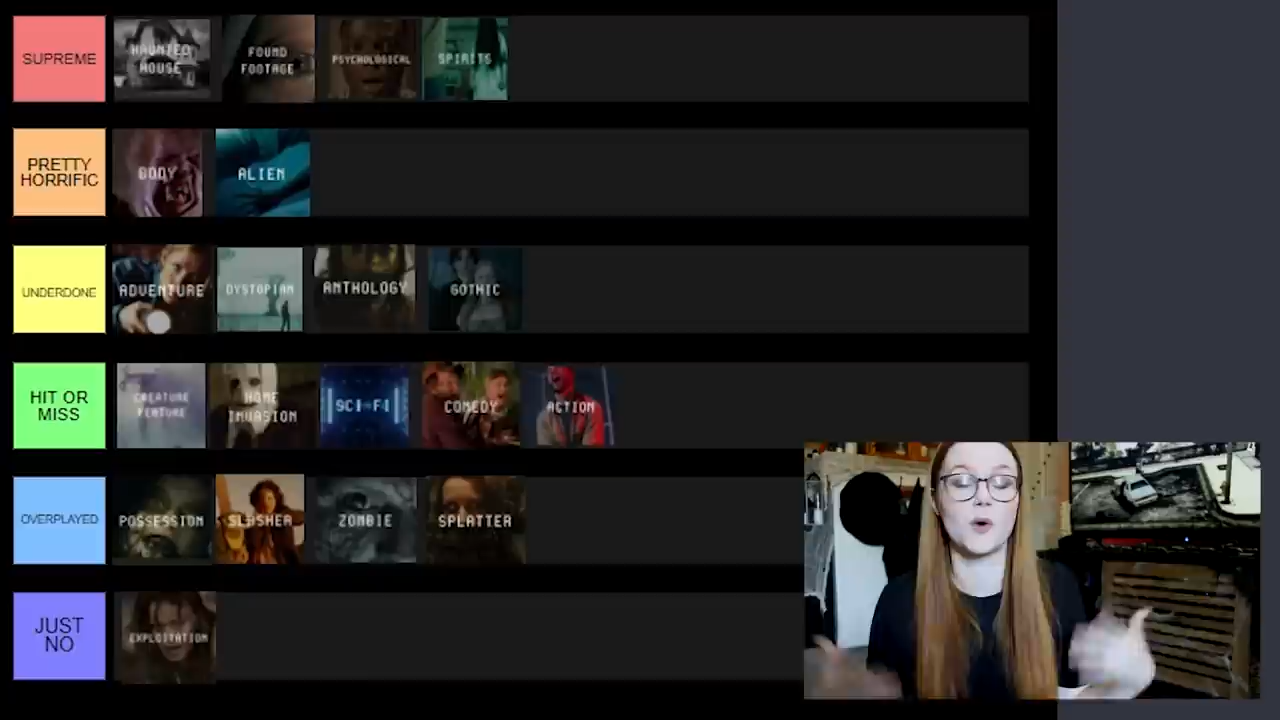 SUPREME
HAUNTED
HOUSE
FOUND
FOOTAGE
PSYCHOLOGICAL
SPIRITS
PRETTY
HORRIFIC
BODY
ALIEN
UNDERDONE
ADVENTURE
DYSTOPIAN
ANTHOLOGY
GOTHIC
HIT OR
MISS
CREATURE
FEATURE
HOME
INVASION
SCI-FI
COMEDY
ACTION
OVERPLAYED
POSSESSION
SLASHER
ZOMBIE
SPLATTER
JUST
NO
EXPLOITATION